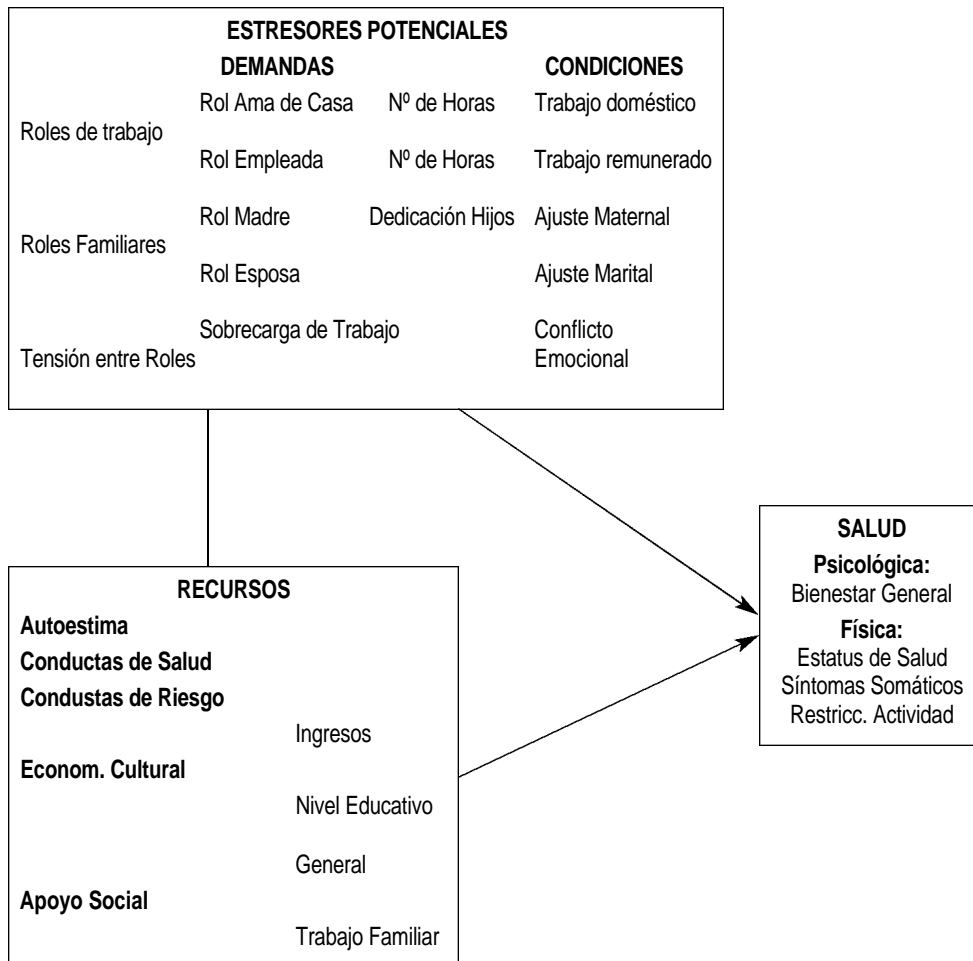 ESTRESORES POTENCIALES
DEMANDAS CONDICIONES
Rol Ama de Casa Nº de Horas Trabajo doméstico
Roles de trabajo
Rol Empleada Nº de Horas Trabajo remunerado
Rol Madre Dedicación Hijos Ajuste Maternal
Roles Familiares
Rol Esposa Ajuste Marital
Sobrecarga de Trabajo Conflicto
Tensión entre Roles Emocional
SALUD
Psicológica:
Bienestar General
Física:
Estatus de Salud
Síntomas Somáticos
Restricc. Actividad
RECURSOS
Autoestima
Conductas de Salud
Condustas de Riesgo
Ingresos
Econom. Cultural
Nivel Educativo
General
Apoyo Social
Trabajo Familiar